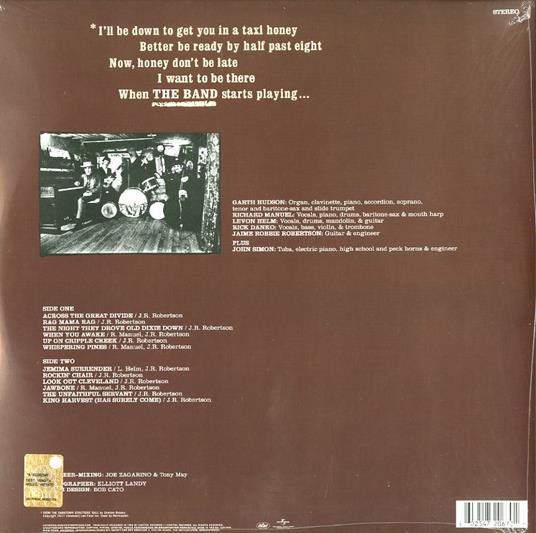 STEREO
*I'll be down to get you in a taxi honey
Better be ready by half past eight
Now, honey don't be late
I want to be there
When THE BAND starts playing...
GARTH HUDSON: Organ, clavinette, piano, accordion, soprano,
tenor and baritone-sax and slide trumpet
RICHARD MANUEL: Vocals, piano, drums, baritone-sax & mouth harp
LEVON HELM: Vocals, drums, mandolin, & guitar
RICK DANKO: Vocals, bass, violin, & trombone
JAIME ROBBIE ROBERTSON: Guitar & engineer
PLUS
JOHN SIMON: Tuba, electric piano, high school and peck horns & engineer
SIDE ONE
ACROSS THE GREAT DIVIDE / J.R. Robertson
RAG MAMA RAG / J.R. Robertson
THE NIGHT THEY DROVE OLD DIXIE DOWN / J.R. Robertson
WHEN YOU AWAKE / R. Manuel, J.R. Robertson
UP ON CRIPPLE CREEK / J.R. Robertson
WHISPERING PINES / R. Manuel, J.R. Robertson
SIDE TWO
JEMIMA SURRENDER / L. Helm, J.R. Robertson
ROCKIN' CHAIR / J.R. Robertson
LOOK OUT CLEVELAND / J.R. Robertson
JAWBONE / R. Manuel, J.R. Robertson
THE UNFAITHFUL SERVANT / J.R. Robertson
KING HARVEST (HAS SURELY COME) / J.R. Robertson
EER-MIXING: JOE ZAGARINO & Tony May
OGRAPHER: ELLIOTT LANDY
DESIGN: BOB CATO